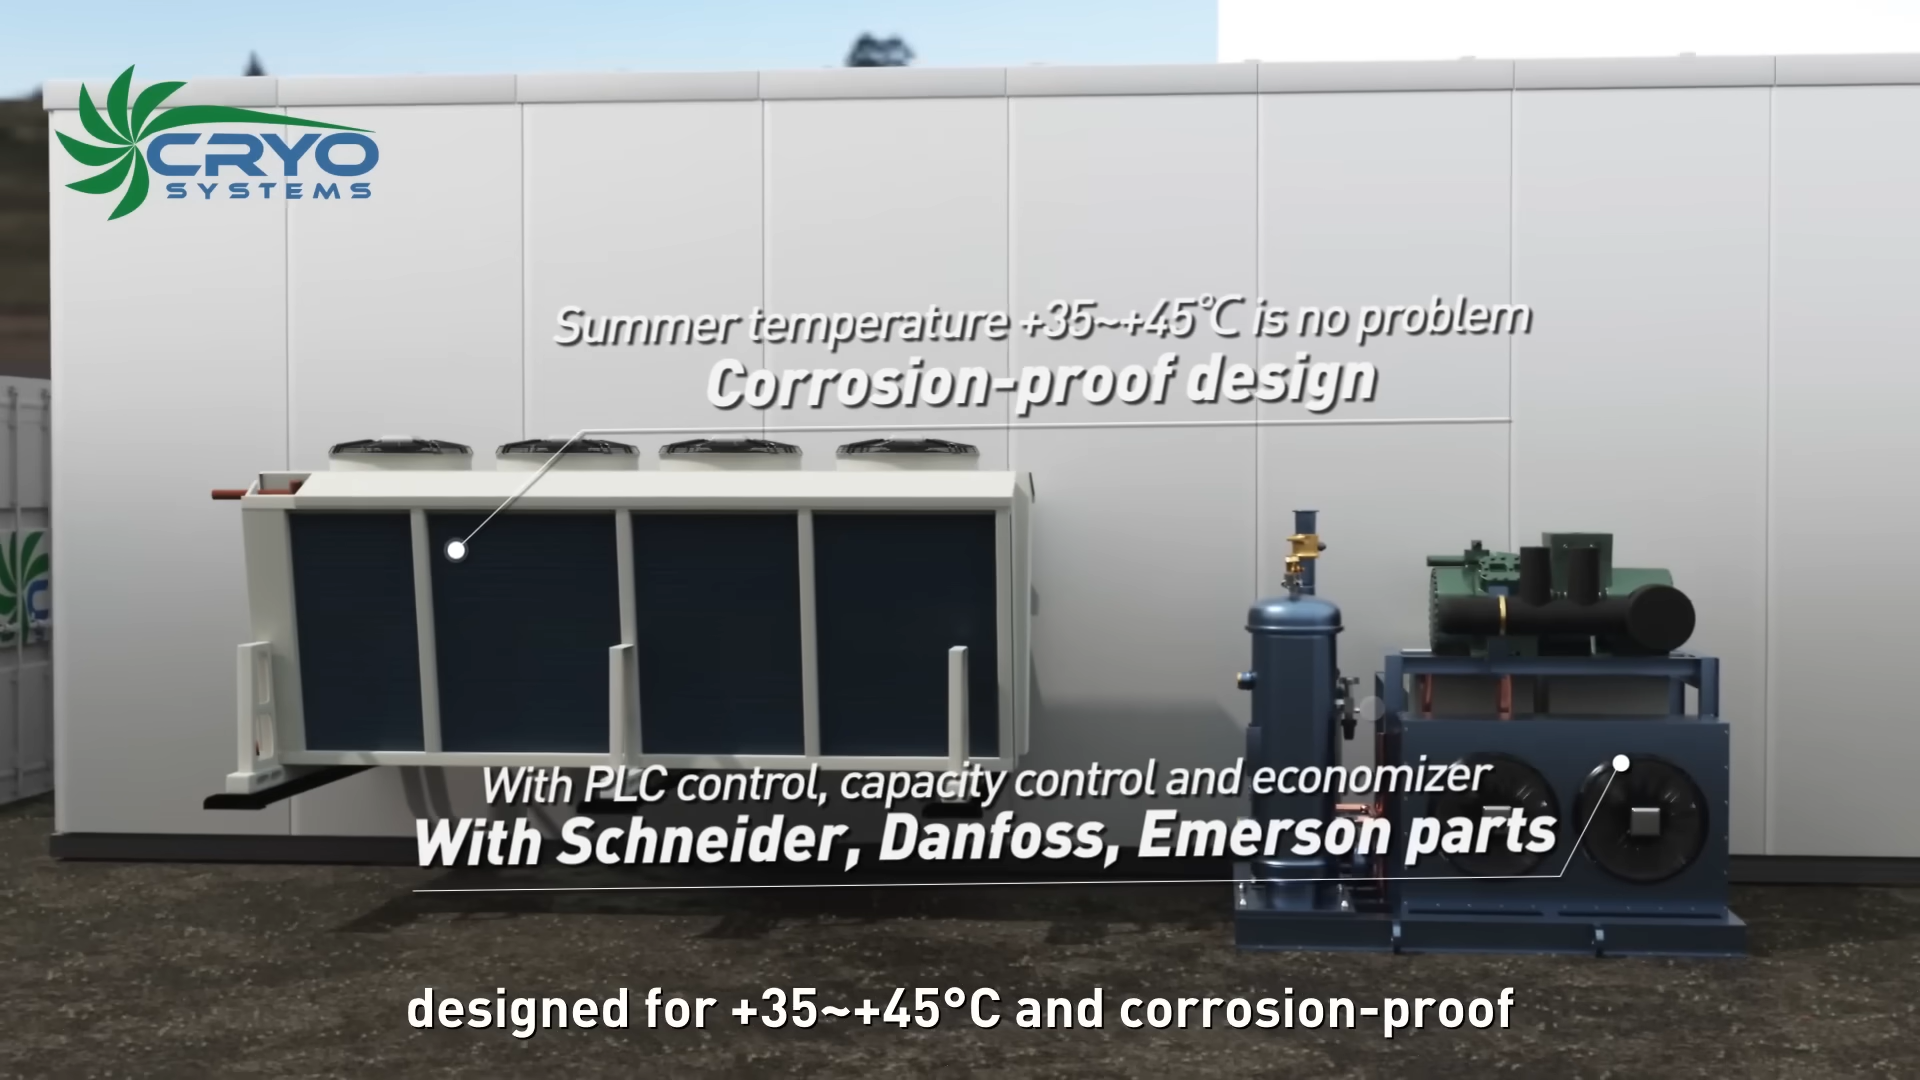 CRYO
SYSTEMS
Summer temperature +35~+45℃ is no problem
Corrosion-proof design
With PLC control, capacity control and economizer
With Schneider, Danfoss, Emerson parts
designed for +35~+45°C and corrosion-proof